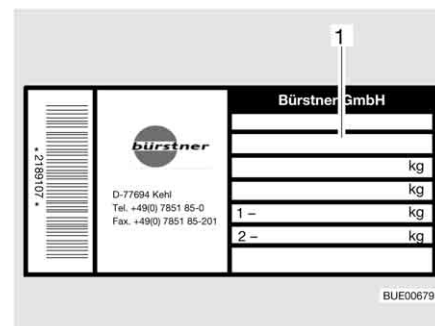 1
Bürstner GmbH
*2189107*
bürstner
D-77694 Kehl
Tel. +49(0) 7851 85-0
Fax. +49(0) 7851 85-201
kg
kg
1 – kg
2 – kg
BUE00679